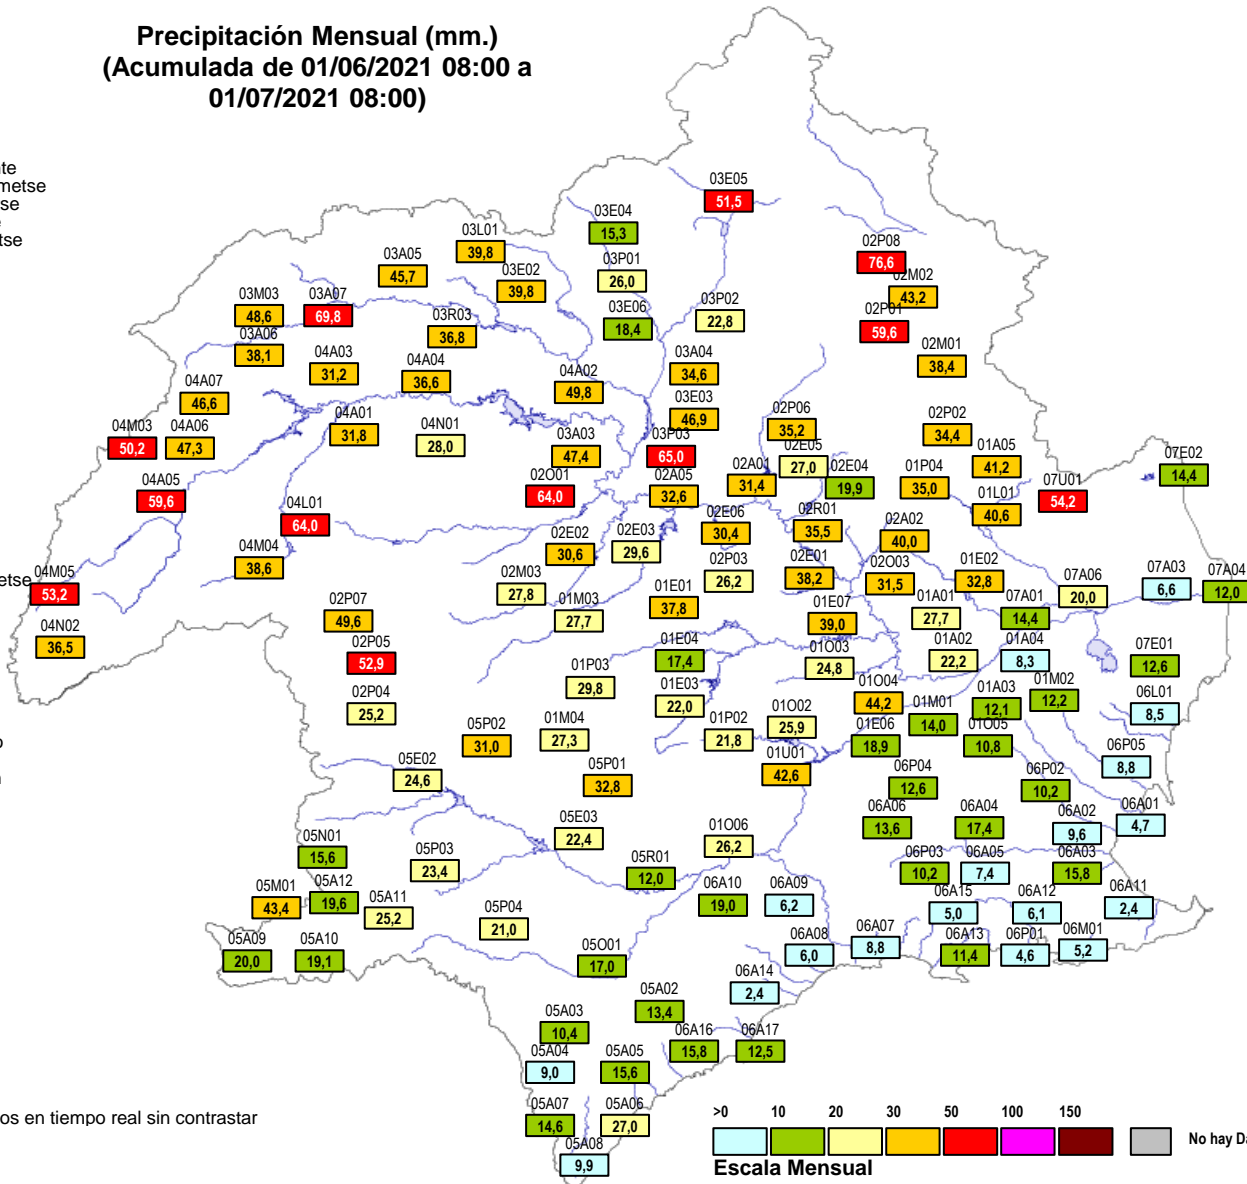 Precipitación Mensual (mm.)
(Acumulada de 01/06/2021 08:00 a
01/07/2021 08:00)
03E05
51,5
03E04
15,3
03L01
39,8
03A05
45,7
03P01
26,0
03E02
39,8
02P08
76,6
02M02
43,2
03M03
48,6
03A07
69,8
03E06
18,4
03P02
22,8
02P01
59,6
03R03
36,8
03A06
38,1
04A03
31,2
04A04
36,6
03A04
34,6
02M01
38,4
04A07
46,6
04A02
49,8
03E03
46,9
04M03
50,2
04A06
47,3
04A01
31,8
04N01
28,0
03A03
47,4
03P03
65,0
02P06
35,2
02P02
34,4
02E05
27,0
01A05
41,2
07E02
14,4
04A05
59,6
02O01
64,0
02A05
32,6
02A01
31,4
02E04
19,9
01P04
35,0
07U01
54,2
04L01
64,0
01L01
40,6
02E06
30,4
02R01
35,5
02A02
40,0
02E02
30,6
02E03
29,6
04M04
38,6
04M05
53,2
02M03
27,8
02P03
26,2
02E01
38,2
02O03
31,5
01E02
32,8
07A06
20,0
07A03
6,6
07A04
12,0
02P07
49,6
01M03
27,7
01E01
37,8
01E07
39,0
01A01
27,7
07A01
14,4
04N02
36,5
02P05
52,9
01E04
17,4
01O03
24,8
01A02
22,2
01A04
8,3
07E01
12,6
01P03
29,8
01E03
22,0
01O04
44,2
01A03
12,1
01M02
12,2
06L01
8,5
02P04
25,2
05P02
31,0
01M04
27,3
01P02
21,8
01O02
25,9
01E06
18,9
01M01
14,0
01O05
10,8
06P05
8,8
05E02
24,6
05P01
32,8
01U01
42,6
06P04
12,6
06P02
10,2
05E03
22,4
01O06
26,2
06A06
13,6
06A04
17,4
06A02
9,6
06A01
4,7
05N01
15,6
05P03
23,4
05R01
12,0
06P03
10,2
06A05
7,4
06A03
15,8
05M01
43,4
05A12
19,6
05A11
25,2
06A10
19,0
06A09
6,2
06A15
5,0
06A12
6,1
06A11
2,4
05P04
21,0
05A09
20,0
05A10
19,1
05O01
17,0
06A08
6,0
06A07
8,8
06A13
11,4
06P01
4,6
06M01
5,2
06A14
2,4
05A02
13,4
05A03
10,4
06A16
15,8
06A17
12,5
05A04
9,0
05A05
15,6
05A07
14,6
05A06
27,0
05A08
9,9
os en tiempo real sin contrastar
>0 10 20 30 50 100 150
No hay Da
Escala Mensual